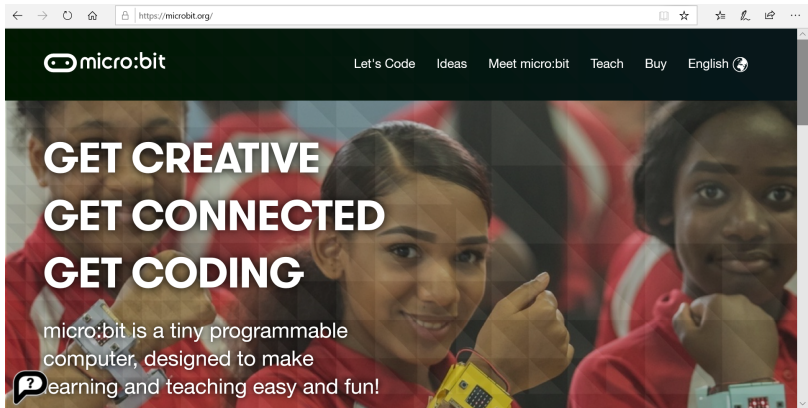 https://microbit.org/
micro:bit
Let's Code Ideas Meet micro:bit Teach Buy English
GET CREATIVE
GET CONNECTED
GET CODING
micro:bit is a tiny programmable
computer, designed to make
learning and teaching easy and fun!
?